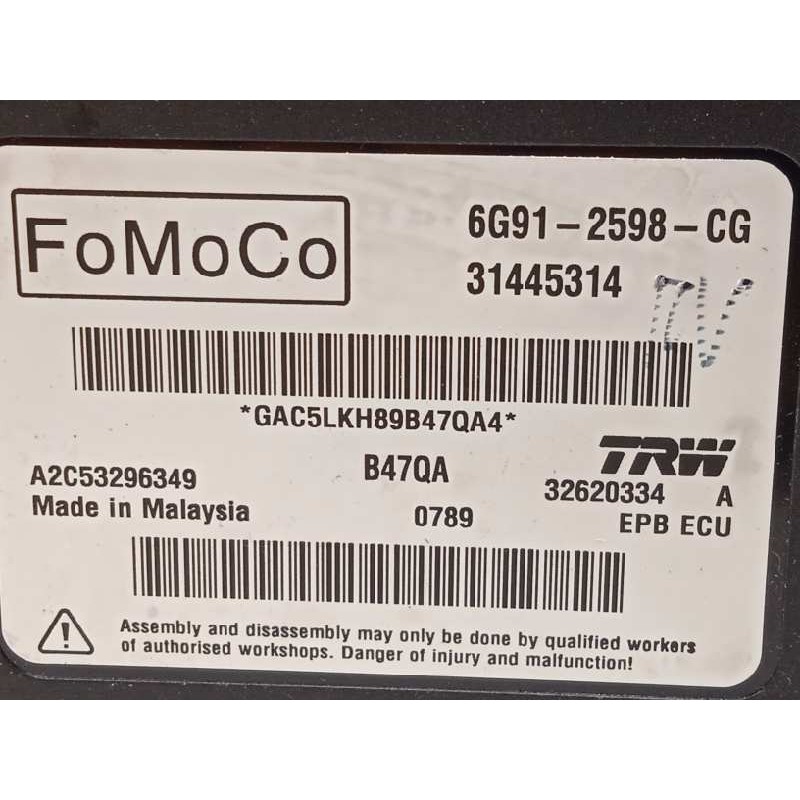 FoMoCo
6G91-2598-CG
31445314
*GAC5LKH89B47QA4*
TRW
A2C53296349
B47QA
32620334 A
Made in Malaysia
0789
EPB ECU
Assembly and disassembly may only be done by qualified workers
of authorised workshops. Danger of injury and malfunction!